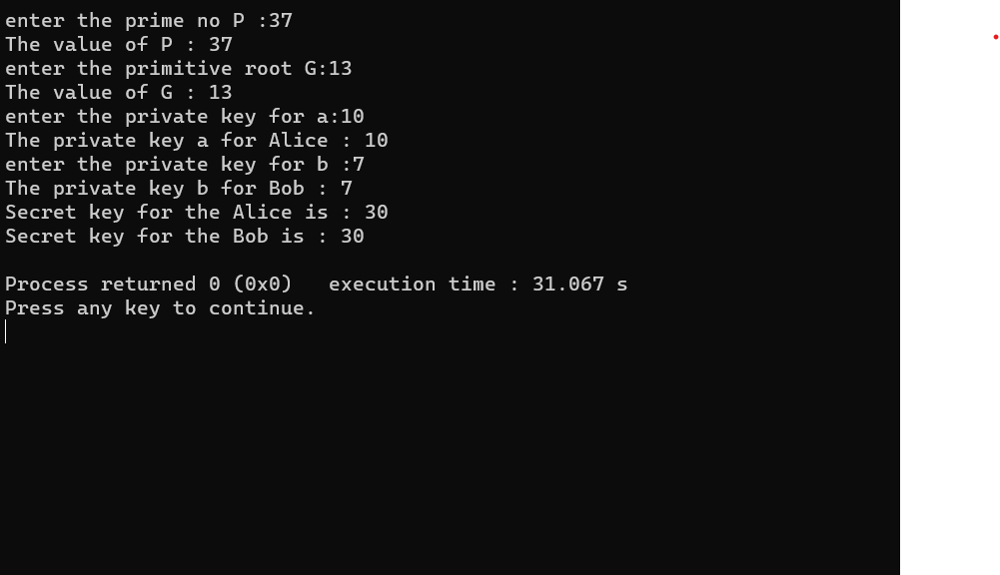 enter the prime no P :37
The value of P : 37
enter the primitive root G:13
The value of G : 13
enter the private key for a:10
The private key a for Alice : 10
enter the private key for b :7
The private key b for Bob : 7
Secret key for the Alice is : 30
Secret key for the Bob is : 30
Process returned 0 (0x0)   execution time : 31.067 s
Press any key to continue.